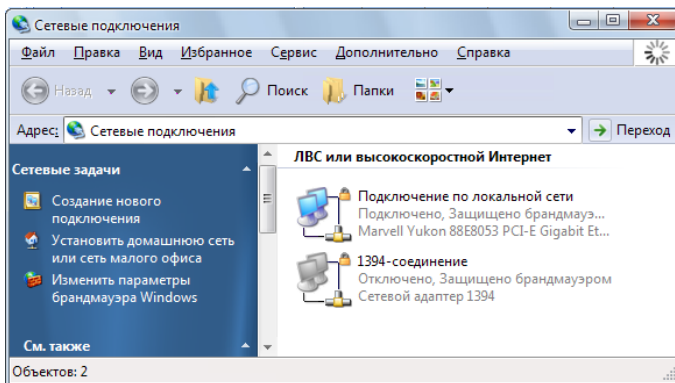 Сетевые подключения
Файл Правка Вид Избранное Сервис Дополнительно Справка
Назад Поиск Папки
Адрес: Сетевые подключения Переход
Сетевые задачи
Создание нового
подключения
Установить домашнюю сеть
или сеть малого офиса
Изменить параметры
брандмауэра Windows
См. также
ЛВС или высокоскоростной Интернет
Подключение по локальной сети
Подключено, Защищено брандмауэ...
Marvell Yukon 88E8053 PCI-E Gigabit Et...
1394-соединение
Отключено, Защищено брандмауэром
Сетевой адаптер 1394
Объектов: 2